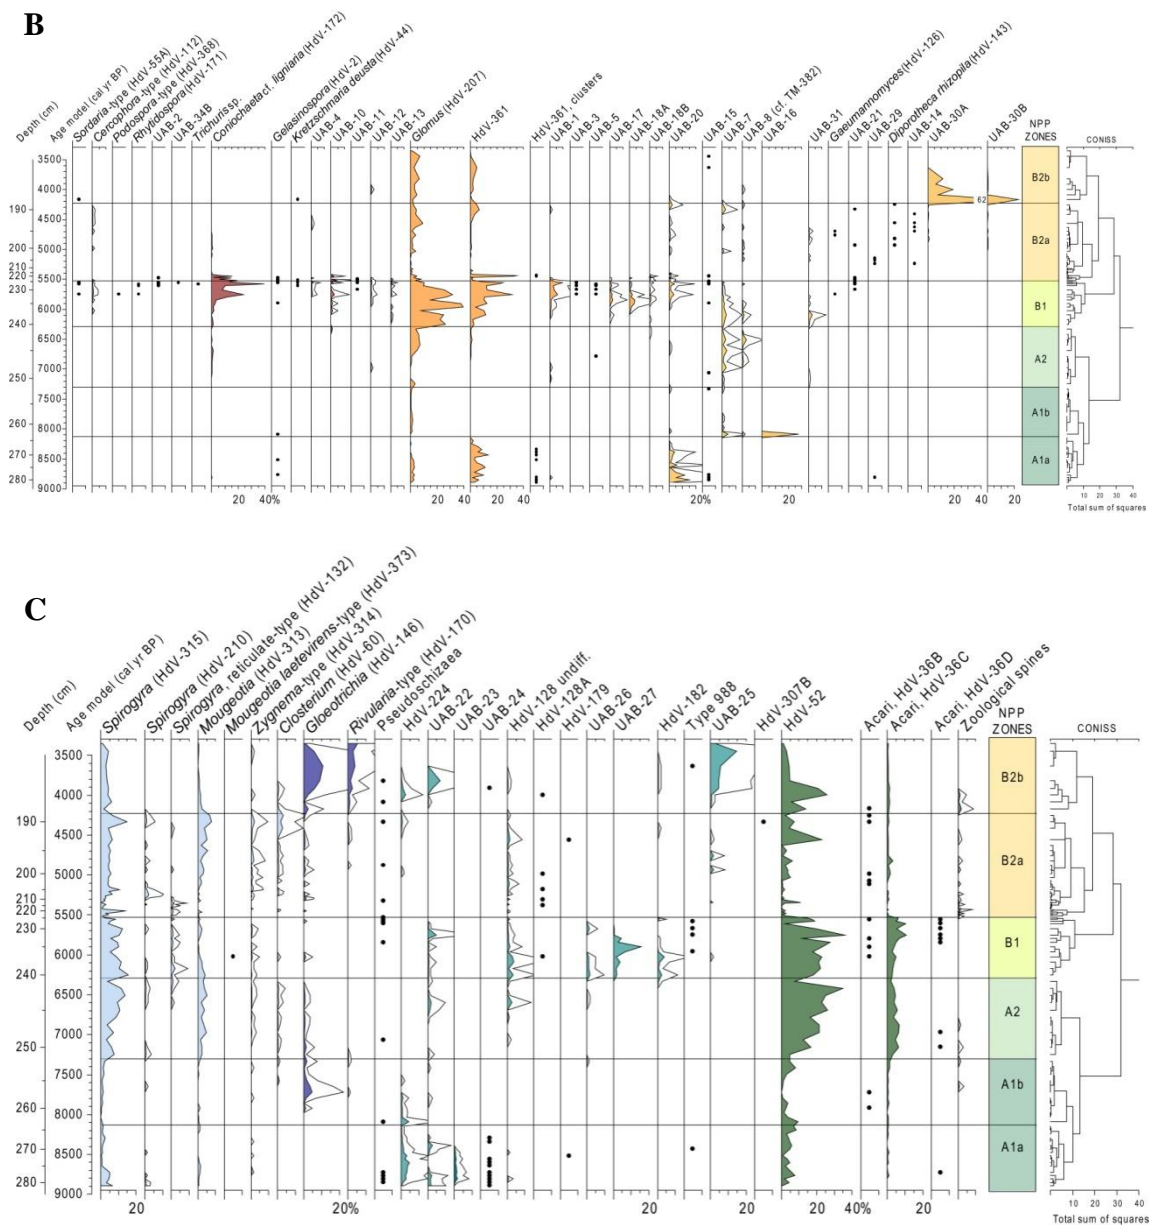 B
Depth (cm)
Age model (cal yr BP)
Sordaria-type (HdV-55A)
Cercophora-type (HdV-112)
Podospora-type (HdV-368)
Rhytidospora (HdV-171)
UAB-2
UAB-34B
Trichuris sp.
Coniochaeta cf. ligniaria (HdV-172)
Gelasinospora (HdV-2)
Kretzschmaria deusta (HdV-44)
UAB-4
UAB-10
UAB-11
UAB-12
UAB-13
Glomus (HdV-207)
HdV-361
HdV-361, clusters
UAB-1
UAB-3
UAB-5
UAB-17
UAB-18A
UAB-18B
UAB-20
UAB-15
UAB-7
UAB-8 (cf. TM-382)
UAB-16
UAB-31
Gaeumannomyces (HdV-126)
UAB-21
UAB-29
Diporotheca rhizopila (HdV-143)
UAB-14
UAB-30A
UAB-30B
NPP
ZONES
CONISS
3500
4000
190
4500
200
5000
210
220
5500
230
6000
240
6500
7000
250
7500
260
8000
270
8500
280
9000
62
B2b
B2a
B1
A2
A1b
A1a
20 40% 20 40 20 40 20% 20 20 40 20
10 20 30 40
Total sum of squares
C
Depth (cm)
Age model (cal yr BP)
Spirogyra (HdV-315)
Spirogyra (HdV-210)
Spirogyra, reticulate-type (HdV-132)
Mougeotia (HdV-313)
Mougeotia laetevirens-type (HdV-373)
Zygnema-type (HdV-314)
Closterium (HdV-60)
Gloeotrichia (HdV-146)
Rivularia-type (HdV-170)
Pseudoschizaea
HdV-224
UAB-22
UAB-23
UAB-24
HdV-128 undiff.
HdV-128A
HdV-179
UAB-26
UAB-27
HdV-182
Type 988
UAB-25
HdV-307B
HdV-52
Acari, HdV-36B
Acari, HdV-36C
Acari, HdV-36D
Zoological spines
NPP
ZONES
CONISS
3500
4000
190
4500
200
5000
210
220
5500
230
6000
240
6500
7000
250
7500
260
8000
270
8500
280
9000
B2b
B2a
B1
A2
A1b
A1a
20 20% 20 20 20 40% 20
10 20 30 40
Total sum of squares